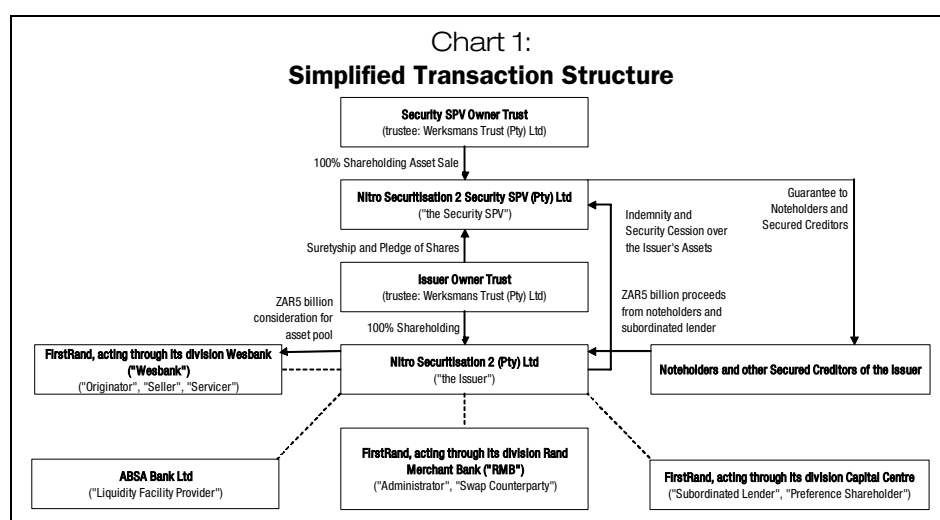 Chart 1:
Simplified Transaction Structure
Security SPV Owner Trust
(trustee: Werksmans Trust (Pty) Ltd)
100% Shareholding Asset Sale
Nitro Securitisation 2 Security SPV (Pty) Ltd
("the Security SPV")
Guarantee to
Noteholders and
Secured Creditors
Indemnity and
Security Cession over
the Issuer's Assets
Suretyship and Pledge of Shares
Issuer Owner Trust
(trustee: Werksmans Trust (Pty) Ltd)
ZAR5 billion
consideration for
asset pool
ZAR5 billion proceeds
from noteholders and
subordinated lender
100% Shareholding
FirstRand, acting through its division Wesbank
("Wesbank")
("Originator", "Seller", "Servicer")
Nitro Securitisation 2 (Pty) Ltd
("the Issuer")
Noteholders and other Secured Creditors of the Issuer
ABSA Bank Ltd
("Liquidity Facility Provider")
FirstRand, acting through its division Rand
Merchant Bank ("RMB")
("Administrator", "Swap Counterparty")
FirstRand, acting through its division Capital Centre
("Subordinated Lender", "Preference Shareholder")